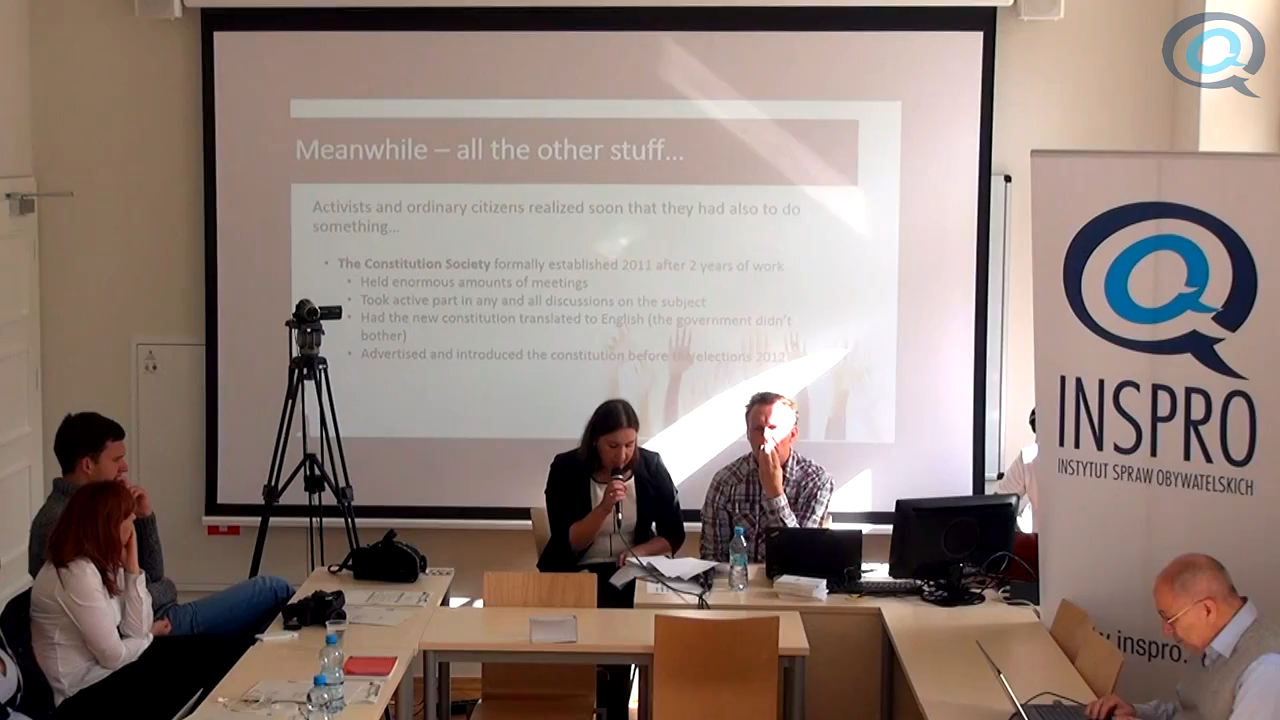 Meanwhile – all the other stuff...
Activists and ordinary citizens realized soon that they had also to do
something...
• The Constitution Society formally established 2011 after 2 years of work
• Held enormous amounts of meetings
• Took active part in any and all discussions on the subject
• Had the new constitution translated to English (the government didn't
bother)
• Advertised and introduced the constitution before the elections 2012
INSPRO
INSTYTUT SPRAW OBYWATELSKICH
inspro.